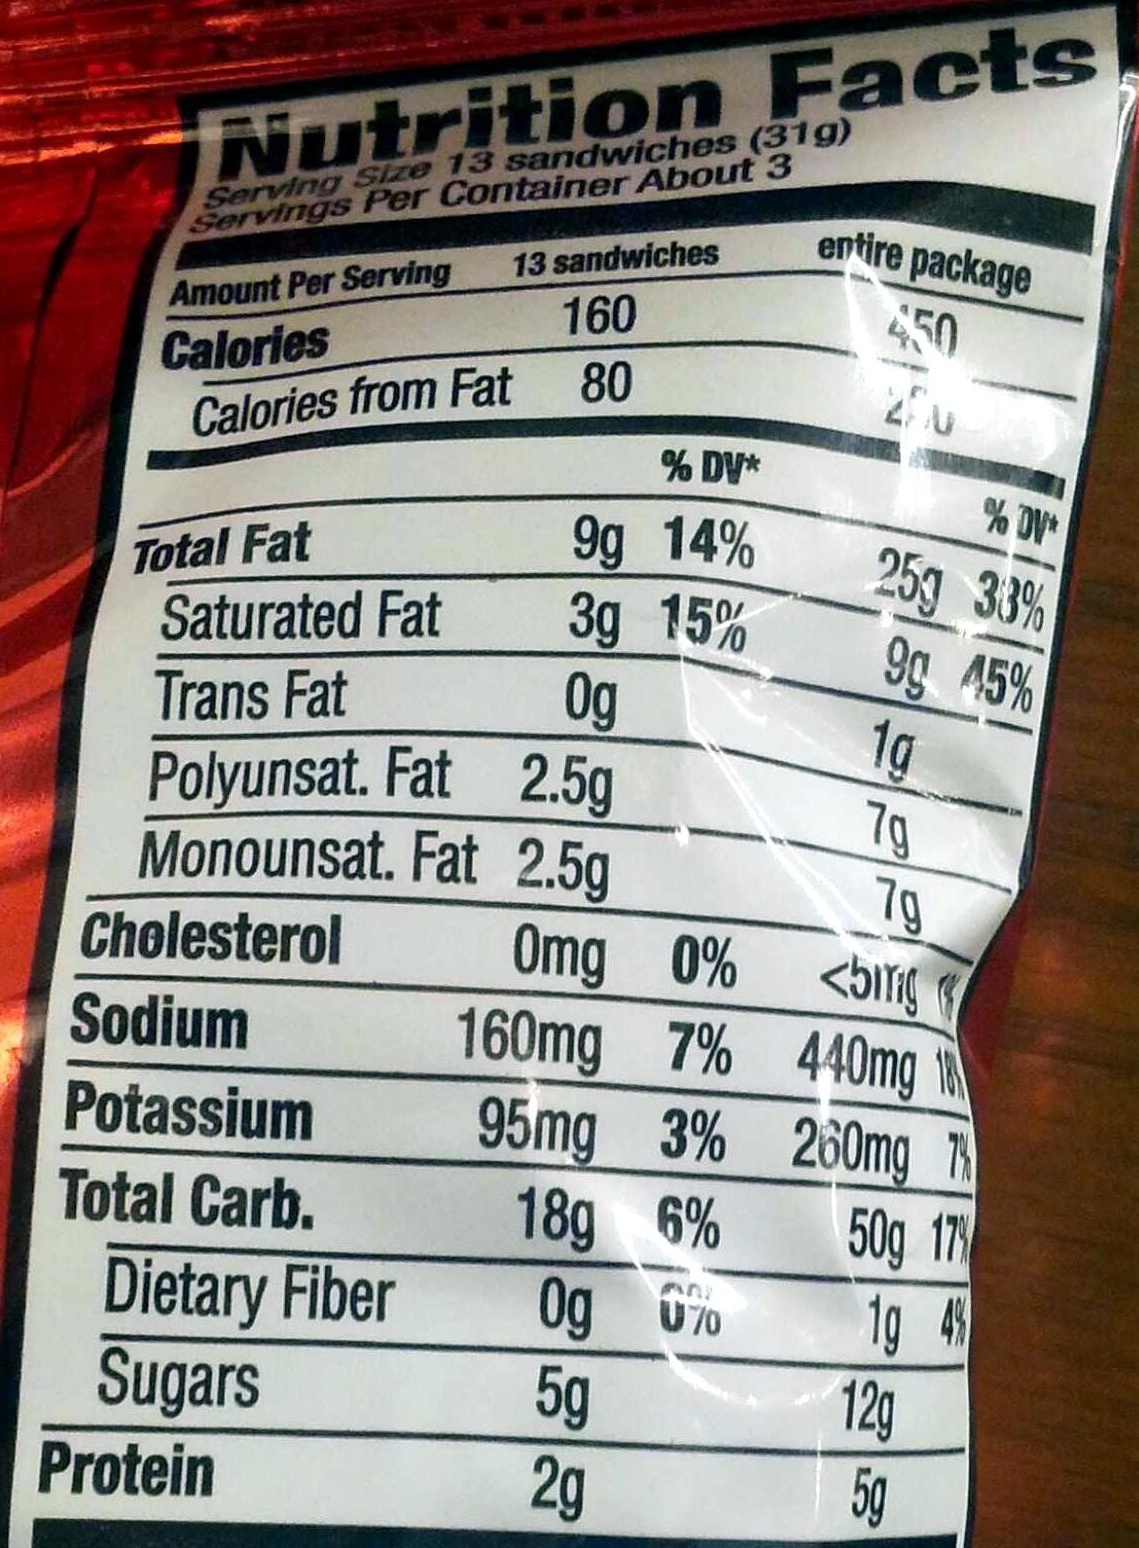 Nutrition Facts
Serving Size 13 sandwiches (31g)
Servings Per Container About 3
Amount Per Serving 13 sandwiches entire package
Calories 160 450
Calories from Fat 80
% DV* % DV*
Total Fat 9g 14% 25g 38%
Saturated Fat 3g 15% 9g 45%
Trans Fat 0g 1g
Polyunsat. Fat 2.5g 7g
Monounsat. Fat 2.5g 7g
Cholesterol 0mg 0% <5mg
Sodium 160mg 7% 440mg 18%
Potassium 95mg 3% 260mg 7%
Total Carb. 18g 6% 50g 17%
Dietary Fiber 0g 0% 1g 4%
Sugars 5g 12g
Protein 2g 5g